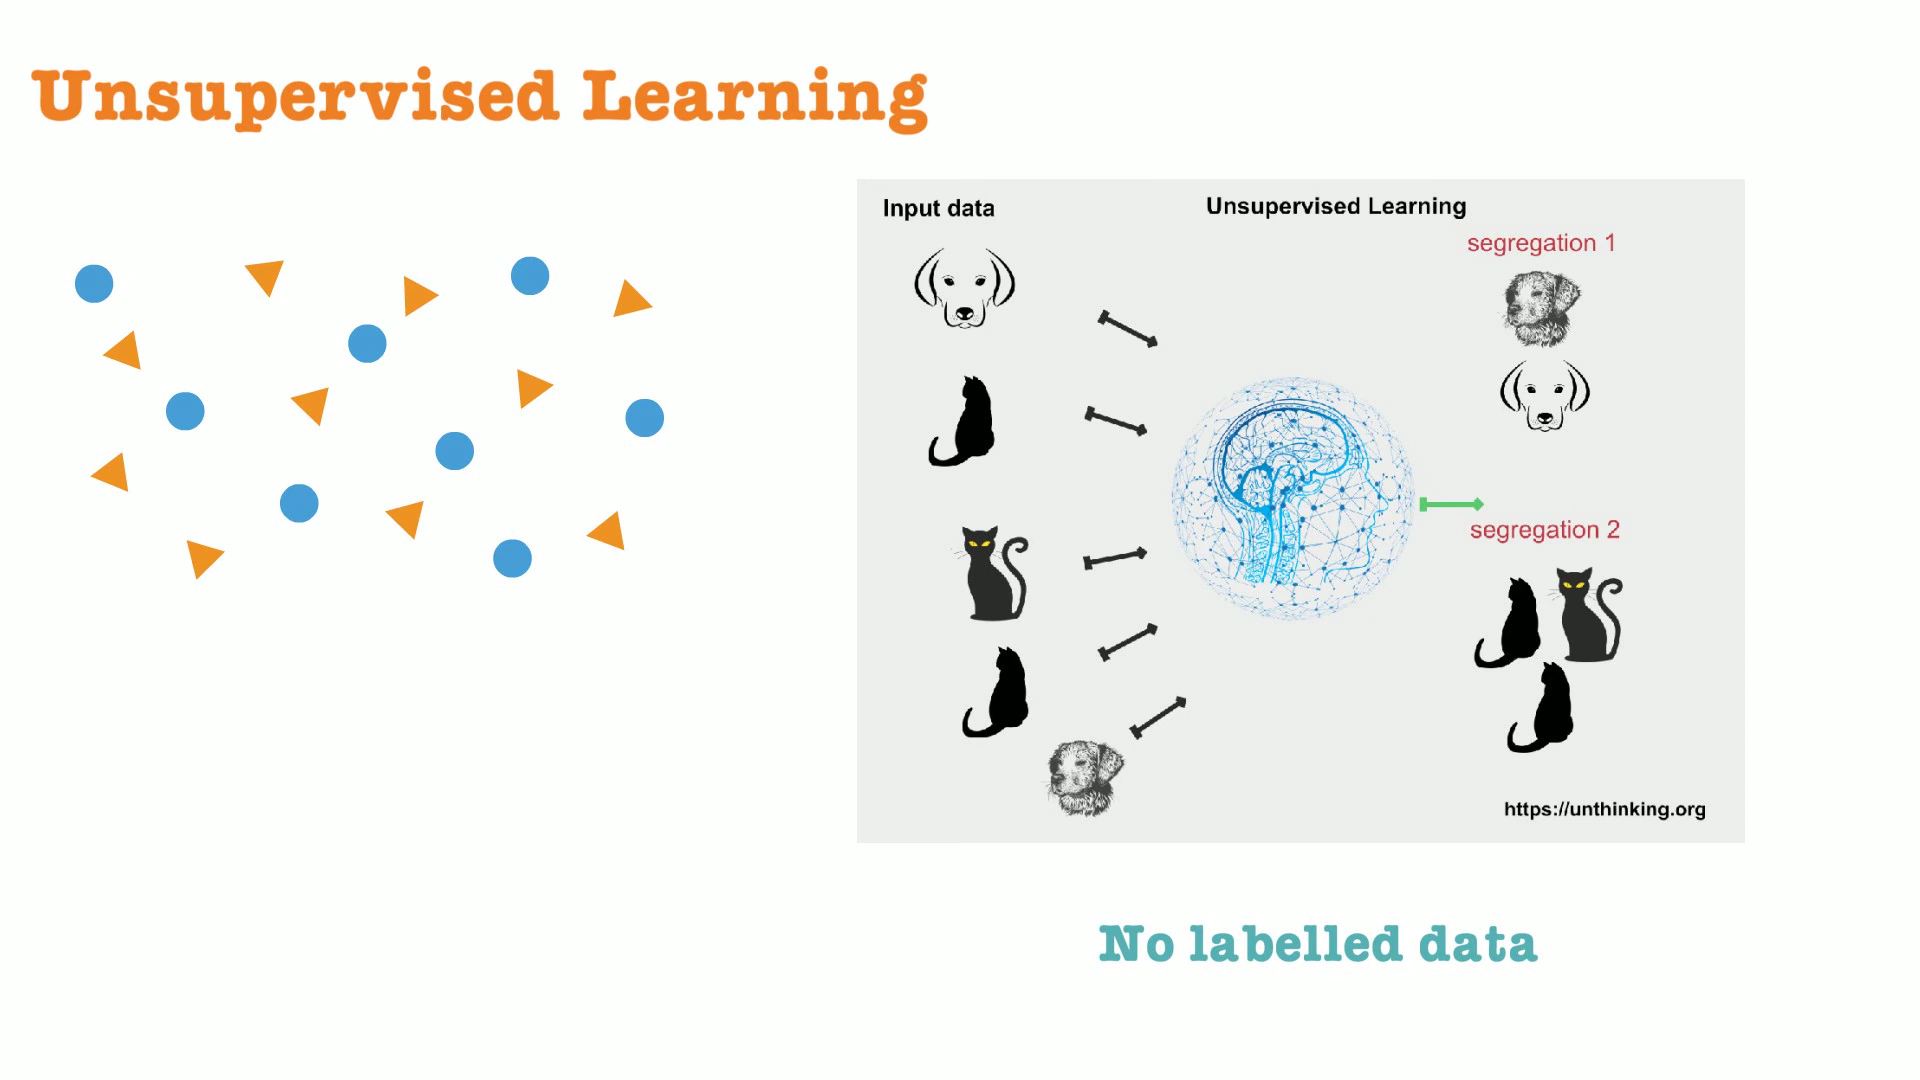 Unsupervised Learning
Input data
Unsupervised Learning
segregation 1
segregation 2
https://unthinking.org
No labelled data